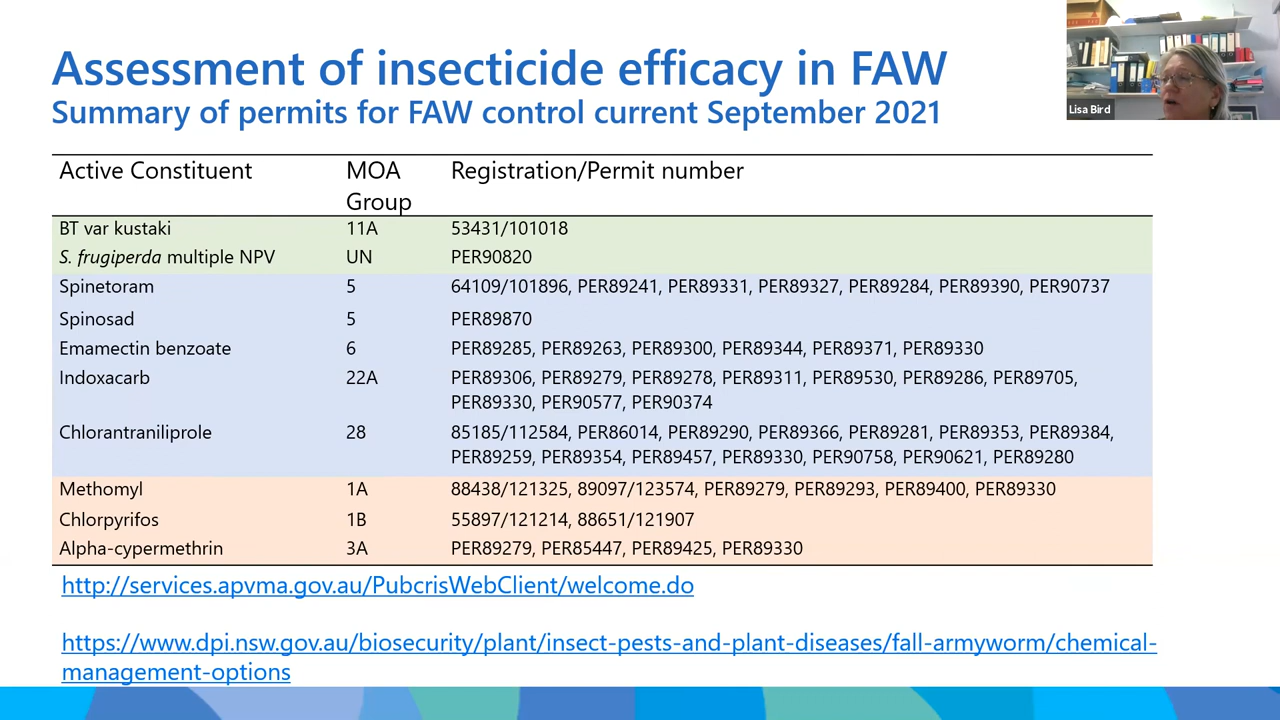 Assessment of insecticide efficacy in FAW
Summary of permits for FAW control current September 2021
Lisa Bird
Active Constituent MOA Group Registration/Permit number
BT var kustaki 11A 53431/101018
S. frugiperda multiple NPV UN PER90820
Spinetoram 5 64109/101896, PER89241, PER89331, PER89327, PER89284, PER89390, PER90737
Spinosad 5 PER89870
Emamectin benzoate 6 PER89285, PER89263, PER89300, PER89344, PER89371, PER89330
Indoxacarb 22A PER89306, PER89279, PER89278, PER89311, PER89530, PER89286, PER89705,
PER89330, PER90577, PER90374
Chlorantraniliprole 28 85185/112584, PER86014, PER89290, PER89366, PER89281, PER89353, PER89384,
PER89259, PER89354, PER89457, PER89330, PER90758, PER90621, PER89280
Methomyl 1A 88438/121325, 89097/123574, PER89279, PER89293, PER89400, PER89330
Chlorpyrifos 1B 55897/121214, 88651/121907
Alpha-cypermethrin 3A PER89279, PER85447, PER89425, PER89330
http://services.apvma.gov.au/PubcrisWebClient/welcome.do
https://www.dpi.nsw.gov.au/biosecurity/plant/insect-pests-and-plant-diseases/fall-armyworm/chemical-
management-options